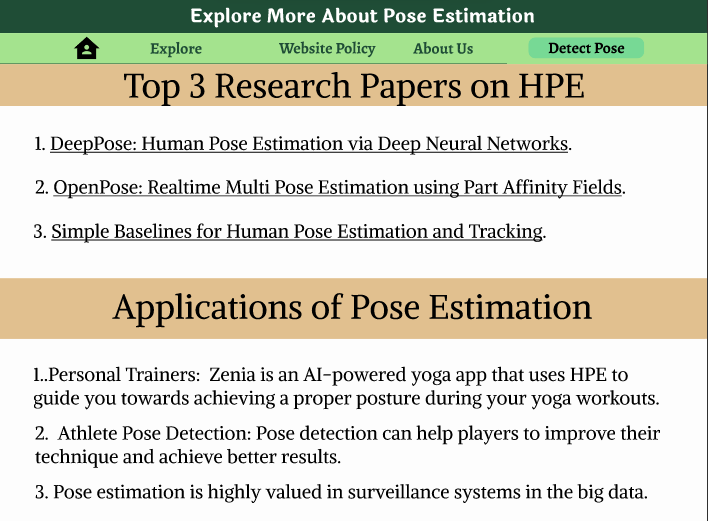 Explore More About Pose Estimation
Explore Website Policy About Us Detect Pose
Top 3 Research Papers on HPE
1. DeepPose: Human Pose Estimation via Deep Neural Networks.
2. OpenPose: Realtime Multi Pose Estimation using Part Affinity Fields.
3. Simple Baselines for Human Pose Estimation and Tracking.
Applications of Pose Estimation
1..Personal Trainers: Zenia is an AI-powered yoga app that uses HPE to
guide you towards achieving a proper posture during your yoga workouts.
2. Athlete Pose Detection: Pose detection can help players to improve their
technique and achieve better results.
3. Pose estimation is highly valued in surveillance systems in the big data.